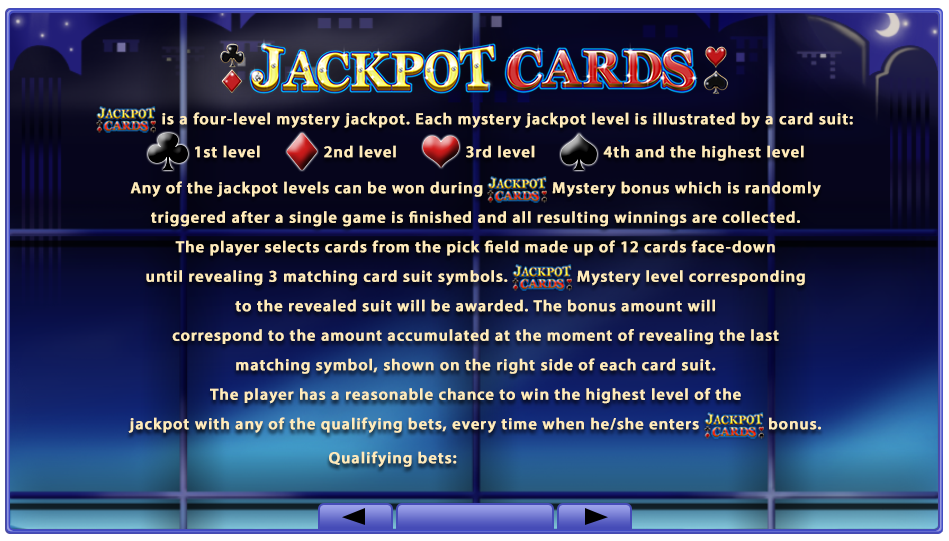 JACKPOT CARDS
JACKPOT CARDS is a four-level mystery jackpot. Each mystery jackpot level is illustrated by a card suit:
1st level 2nd level 3rd level 4th and the highest level
Any of the jackpot levels can be won during JACKPOT CARDS Mystery bonus which is randomly
triggered after a single game is finished and all resulting winnings are collected.
The player selects cards from the pick field made up of 12 cards face-down
until revealing 3 matching card suit symbols. JACKPOT CARDS Mystery level corresponding
to the revealed suit will be awarded. The bonus amount will
correspond to the amount accumulated at the moment of revealing the last
matching symbol, shown on the right side of each card suit.
The player has a reasonable chance to win the highest level of the
jackpot with any of the qualifying bets, every time when he/she enters JACKPOT CARDS bonus.
Qualifying bets: